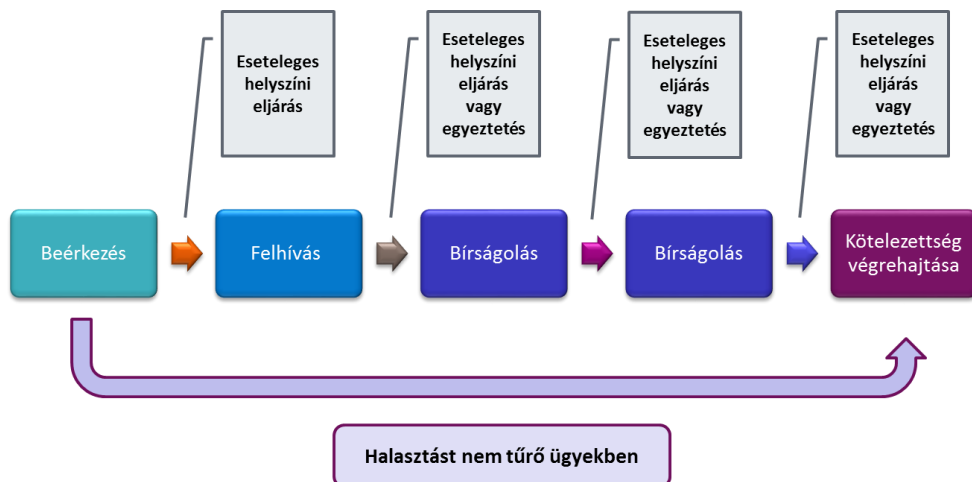 Eseteleges
helyszíni
eljárás
Eseteleges
helyszíni
eljárás
vagy
egyeztetés
Eseteleges
helyszíni
eljárás
vagy
egyeztetés
Eseteleges
helyszíni
eljárás
vagy
egyeztetés
Beérkezés
Felhívás
Bírságolás
Bírságolás
Kötelezettség
végrehajtása
Halasztást nem tűrő ügyekben